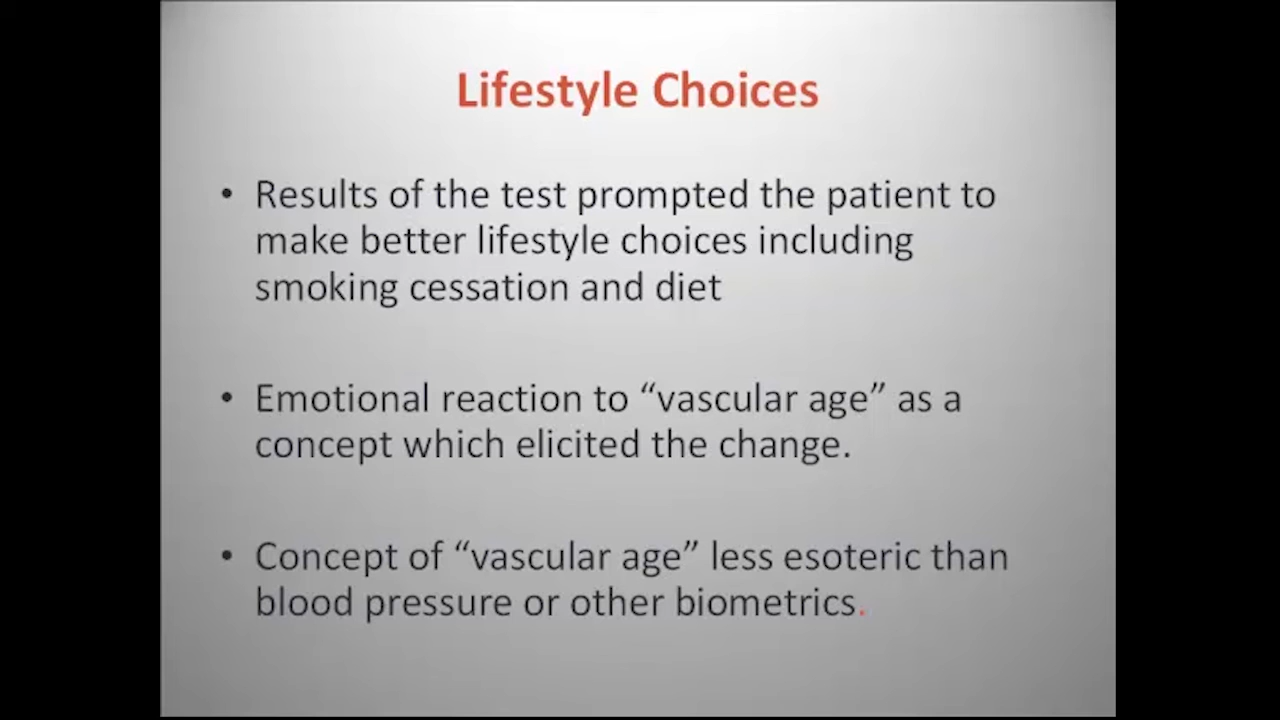 Lifestyle Choices
• Results of the test prompted the patient to
make better lifestyle choices including
smoking cessation and diet
• Emotional reaction to “vascular age” as a
concept which elicited the change.
• Concept of “vascular age” less esoteric than
blood pressure or other biometrics.